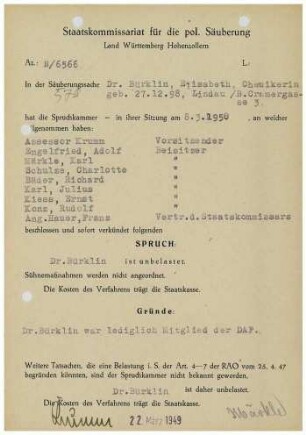 Staatskommissariat für die pol. Säuberung
Land Württemberg Hohenzollern
Az.: N/6566 L:
In der Säuberungssache Dr. Bürklin, Elisabeth, Chemikerin
geb. 27.12.98, Lindau /B.Cramergas-
se 3.
hat die Spruchkammer – in ihrer Sitzung am 8.3.1950 , an welcher
teilgenommen haben:
Assessor Krumm Vorsitzender
Engelfried, Adolf Beisitzer
Märkle, Karl "
Schulze, Charlotte "
Bäder, Richard "
Karl, Julius "
Kiess, Ernst "
Konz, Rudolf "
Ang.Hauer,Franz Vertr.d.Staatskommissars
beschlossen und sofort verkündet folgenden
SPRUCH:
Dr.Bürklin ist unbelastet.
Sühnemaßnahmen werden nicht angeordnet.
Die Kosten des Verfahrens trägt die Staatskasse.
Gründe:
Dr.Bürklin war lediglich Mitglied der DAF.
Weitere Tatsachen, die eine Belastung i. S. der Art. 4–7 der RAO vom 25. 4. 47
begründen könnten, sind der Spruchkammer nicht bekannt geworden.
Dr.Bürklin ist daher unbelastet.
Die Kosten des Verfahrens trägt die Staatskasse.
Krumm 22. März 1949 Märkle